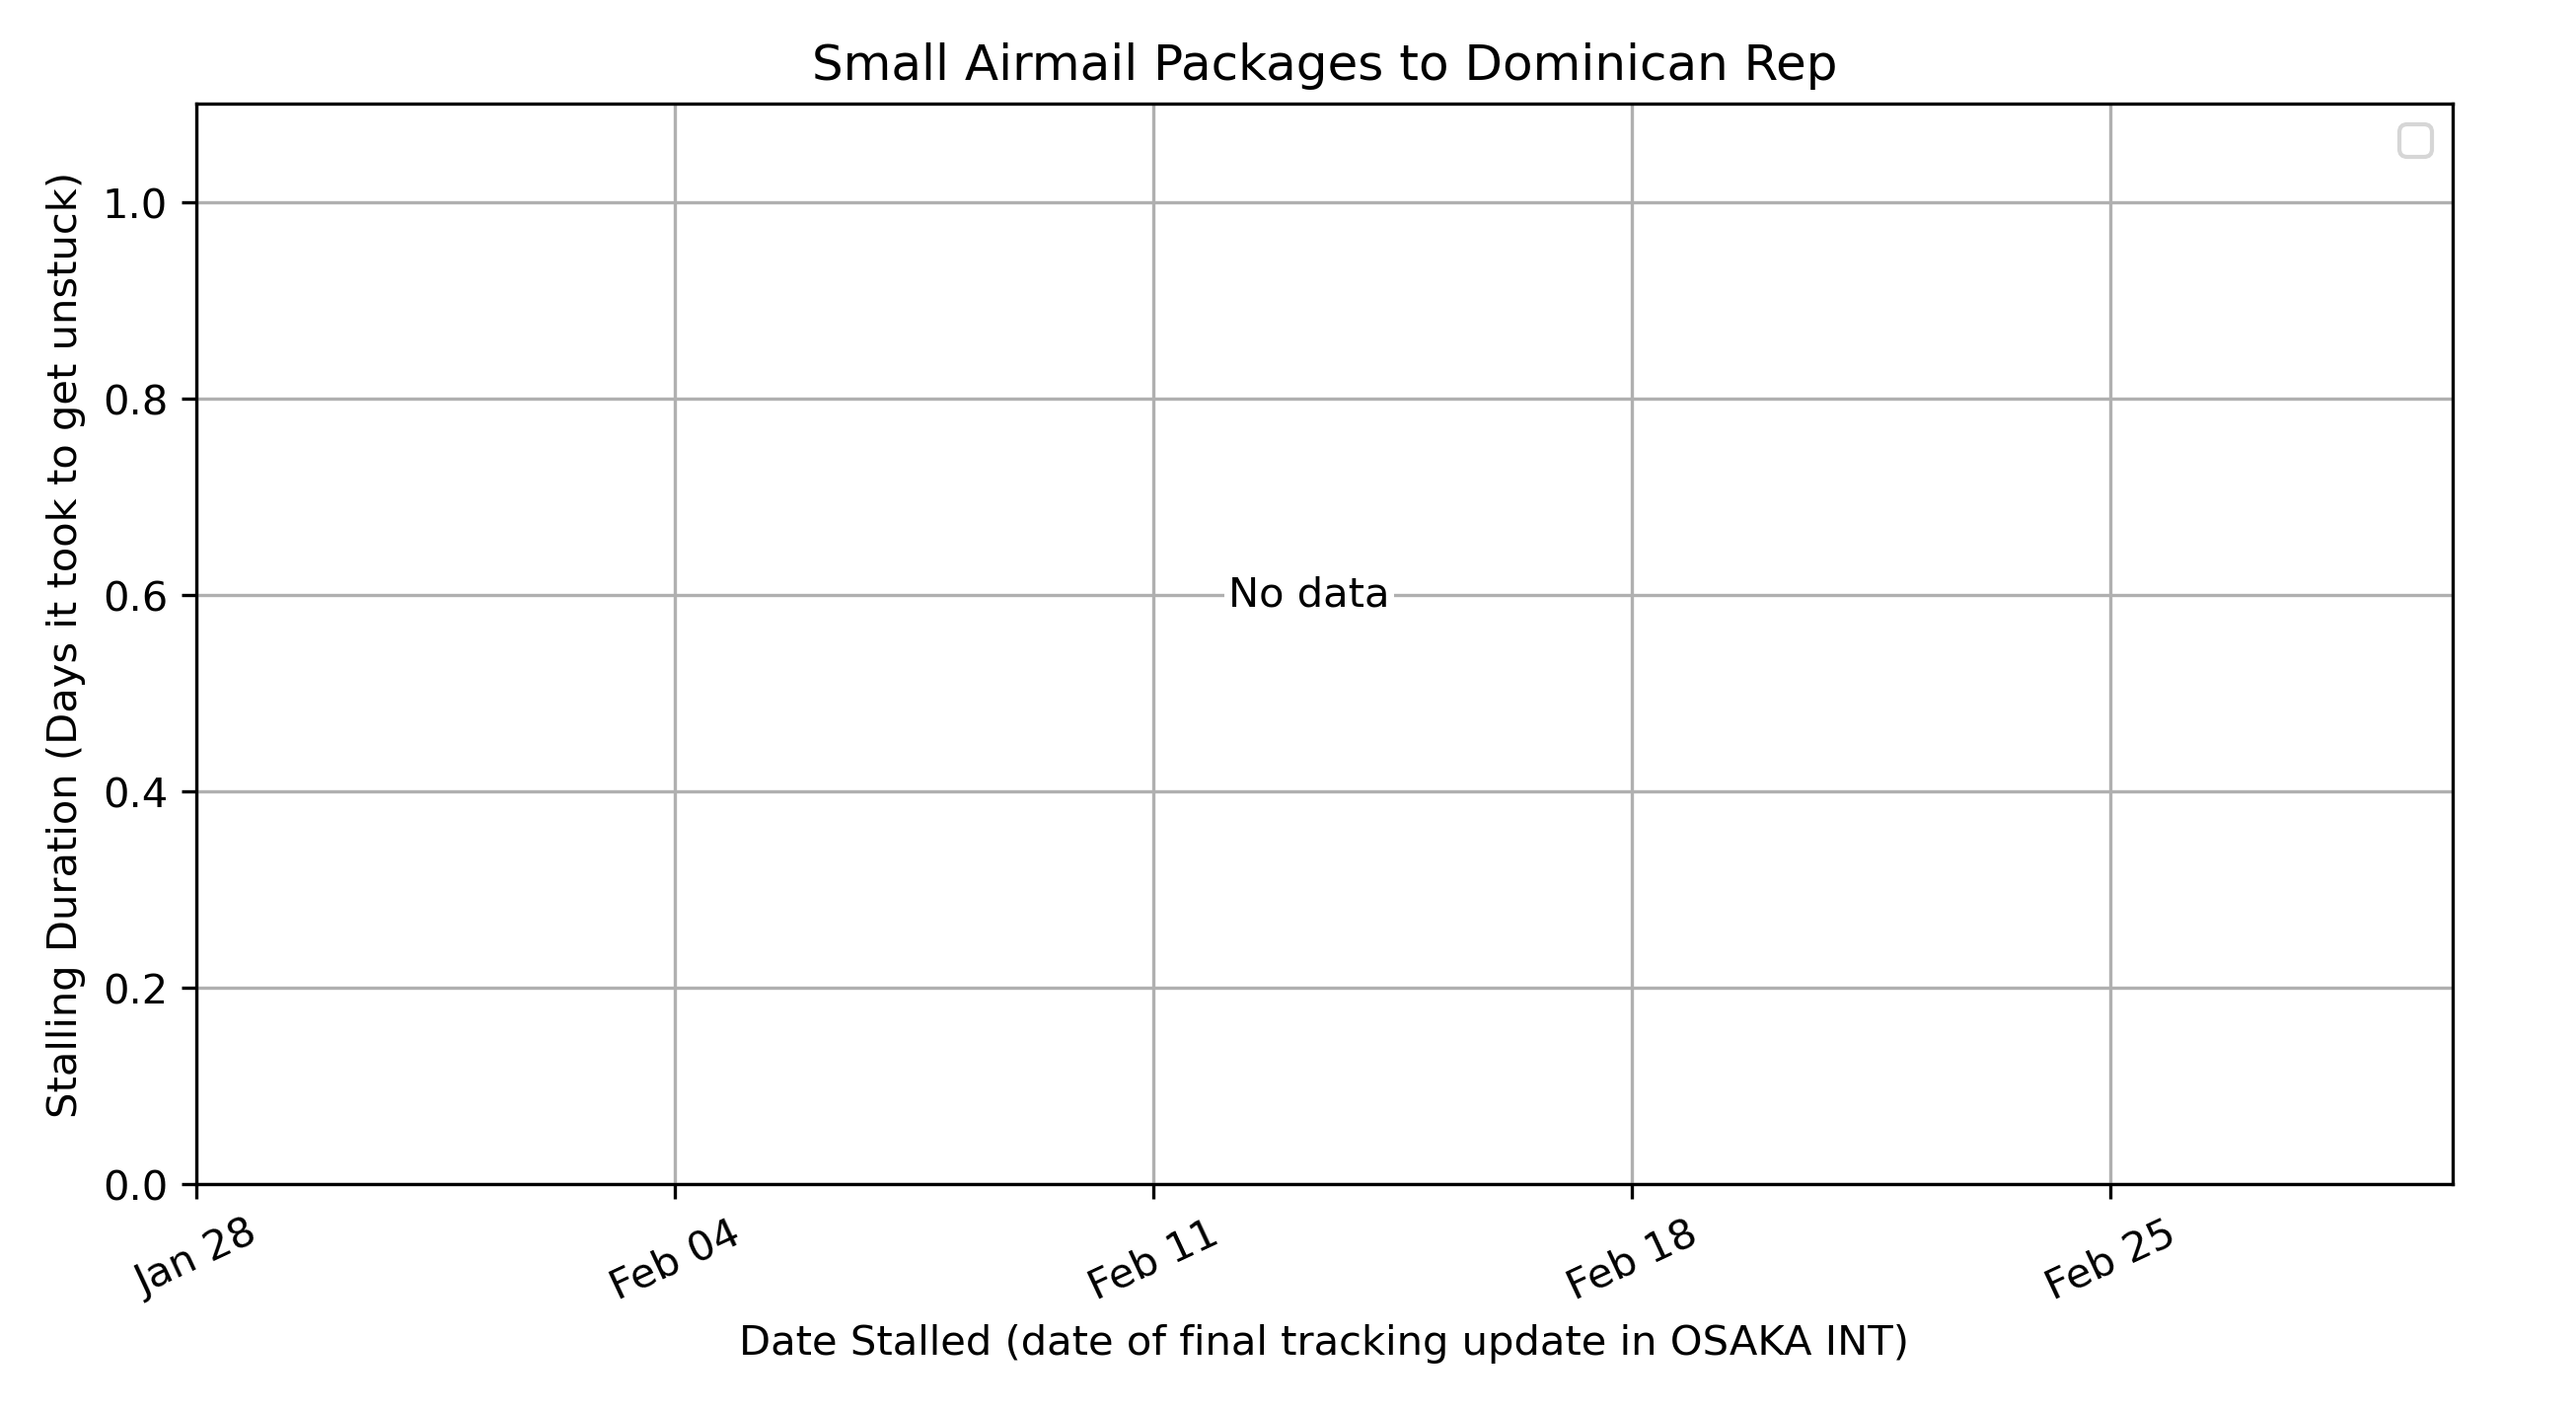 Small Airmail Packages to Dominican Rep
Stalling Duration (Days it took to get unstuck)
1.0
0.8
0.6
0.4
0.2
0.0
No data
Jan 28
Feb 04
Feb 11
Feb 18
Feb 25
Date Stalled (date of final tracking update in OSAKA INT)